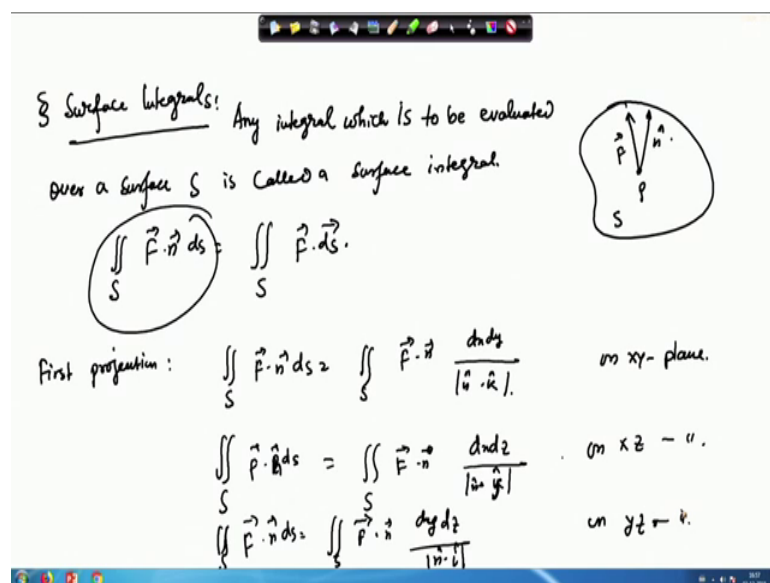 § Surface Integrals: Any integral which is to be evaluated
over a surface S is called a surface integral.
∬_S F⃗·n⃗ ds = ∬_S F⃗·d⃗s.
F⃗ n̂.
P
S
First projection: ∬_S F⃗·n⃗ ds = ∬_S F⃗·n⃗ dxdy / |n̂·k̂|. on xy-plane.
∬_S F⃗·n̂ ds = ∬_S F⃗·n⃗ dxdz / |n̂·ĵ| . on xz - ".
∬_S F⃗·n̂ ds = ∬_S F⃗·n⃗ dydz / |n̂·î| on yz - ".